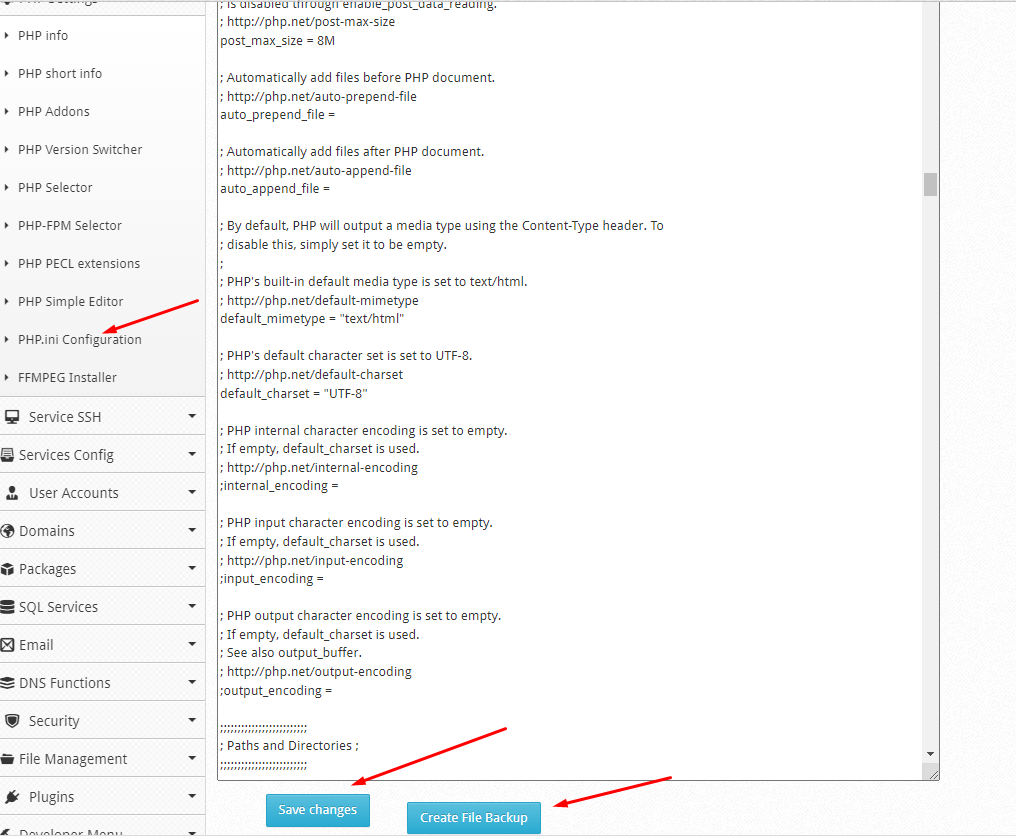 PHP Settings
PHP info
PHP short info
PHP Addons
PHP Version Switcher
PHP Selector
PHP-FPM Selector
PHP PECL extensions
PHP Simple Editor
PHP.ini Configuration
FFMPEG Installer
Service SSH
Services Config
User Accounts
Domains
Packages
SQL Services
Email
DNS Functions
Security
File Management
Plugins
Developer Menu
; is disabled through enable_post_data_reading.
; http://php.net/post-max-size
post_max_size = 8M
; Automatically add files before PHP document.
; http://php.net/auto-prepend-file
auto_prepend_file =
; Automatically add files after PHP document.
; http://php.net/auto-append-file
auto_append_file =
; By default, PHP will output a media type using the Content-Type header. To
; disable this, simply set it to be empty.
;
; PHP's built-in default media type is set to text/html.
; http://php.net/default-mimetype
default_mimetype = "text/html"
; PHP's default character set is set to UTF-8.
; http://php.net/default-charset
default_charset = "UTF-8"
; PHP internal character encoding is set to empty.
; If empty, default_charset is used.
; http://php.net/internal-encoding
;internal_encoding =
; PHP input character encoding is set to empty.
; If empty, default_charset is used.
; http://php.net/input-encoding
;input_encoding =
; PHP output character encoding is set to empty.
; If empty, default_charset is used.
; See also output_buffer.
; http://php.net/output-encoding
;output_encoding =
;;;;;;;;;;;;;;;;;;;;;;;;;
; Paths and Directories ;
;;;;;;;;;;;;;;;;;;;;;;;;;
Save changes
Create File Backup